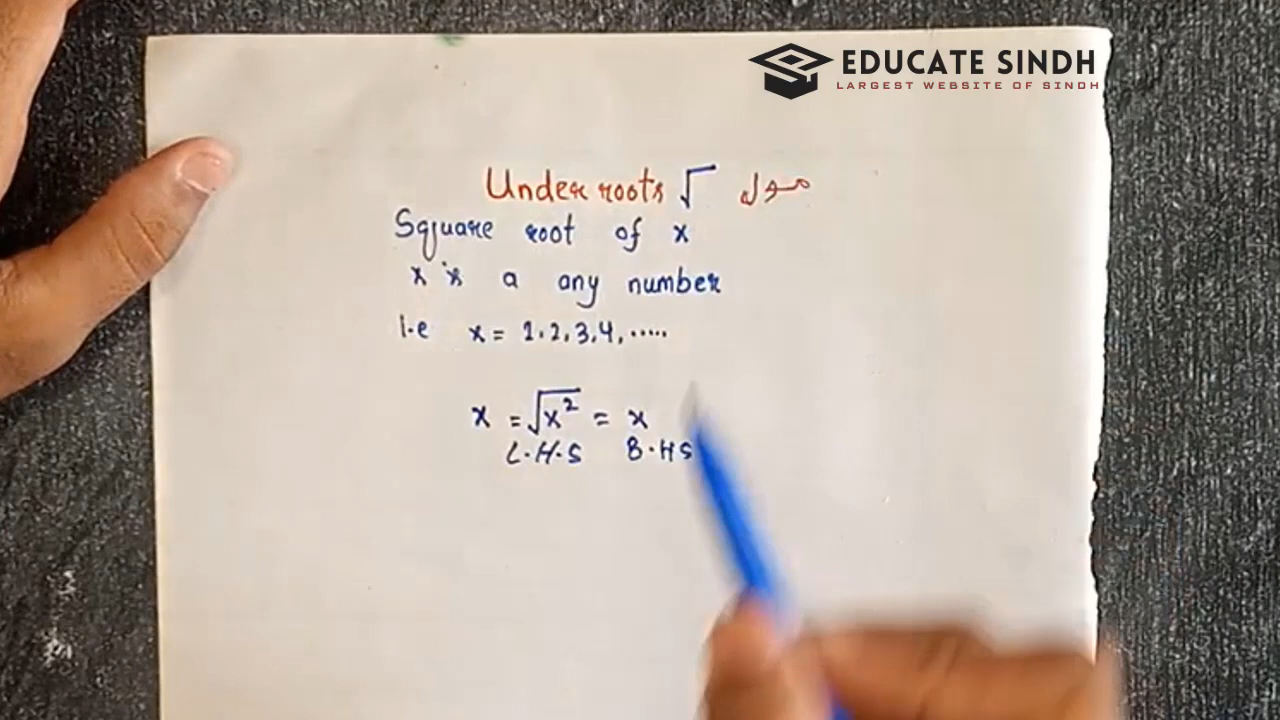 EDUCATE SINDH
LARGEST WEBSITE OF SINDH
Under roots √ مول
Square root of x
x is a any number
I.e x = 1,2,3,4,.....
x = √x² = x
L.H.S R.H S